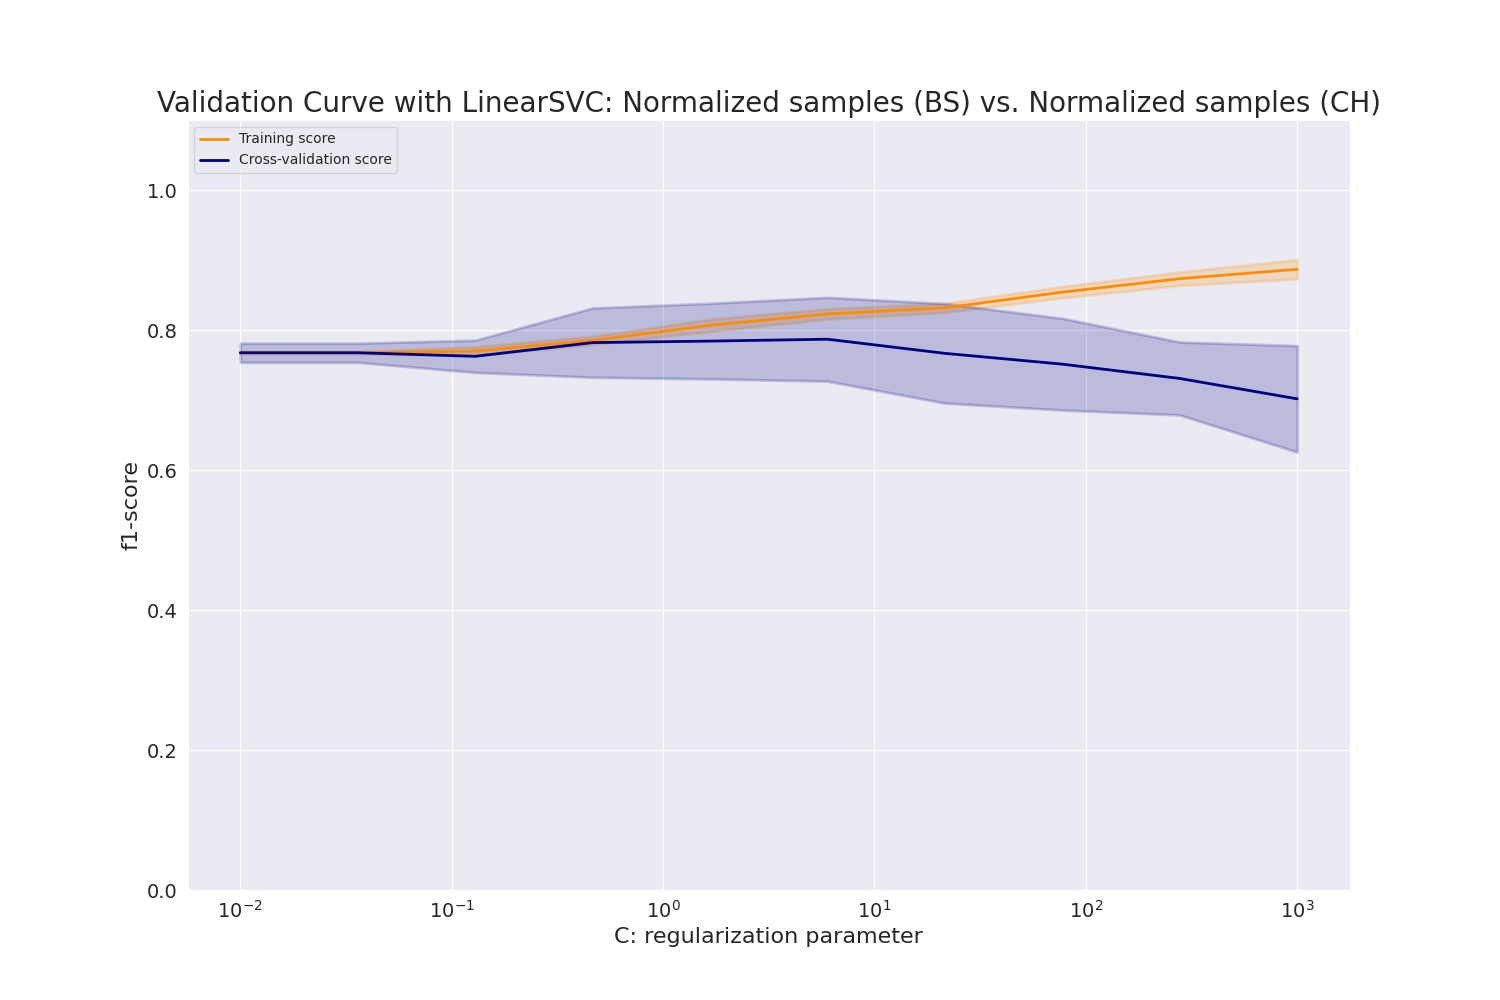 Validation Curve with LinearSVC: Normalized samples (BS) vs. Normalized samples (CH)
Training score
Cross-validation score
1.0
0.8
0.6
0.4
0.2
0.0
f1-score
10⁻² 10⁻¹ 10⁰ 10¹ 10² 10³
C: regularization parameter